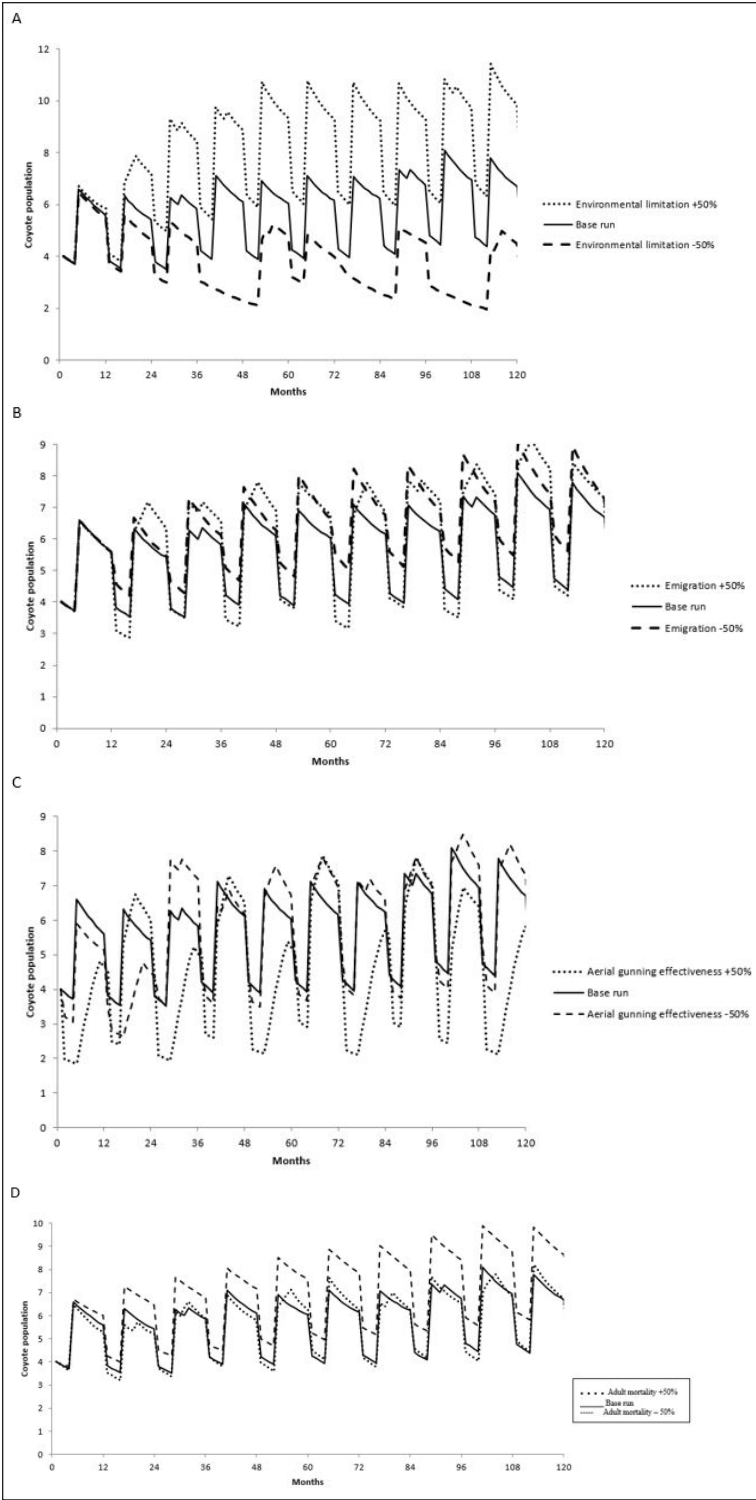 A
12
10
8
6
4
2
0
Coyote population
0 12 24 36 48 60 72 84 96 108 120
Months
Environmental limitation +50%
Base run
Environmental limitation -50%
B
9
8
7
6
5
4
3
2
1
0
Coyote population
0 12 24 36 48 60 72 84 96 108 120
Months
Emigration +50%
Base run
Emigration -50%
C
9
8
7
6
5
4
3
2
1
0
Coyote population
0 12 24 36 48 60 72 84 96 108 120
Months
Aerial gunning effectiveness +50%
Base run
Aerial gunning effectiveness -50%
D
10
9
8
7
6
5
4
3
2
1
0
Coyote population
0 12 24 36 48 60 72 84 96 108 120
Months
Adult mortality +50%
Base run
Adult mortality – 50%